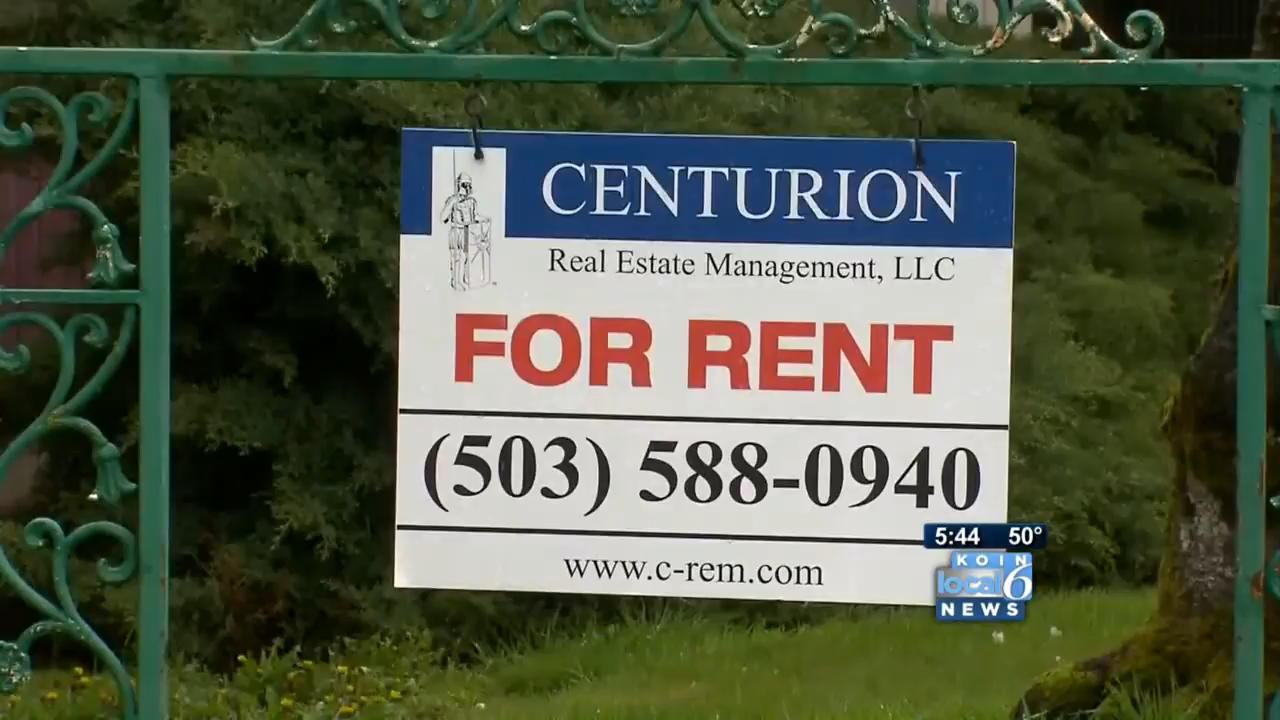 CENTURION
Real Estate Management, LLC
FOR RENT
(503) 588-0940
www.c-rem.com
5:44 50°
KOIN
local 6
NEWS